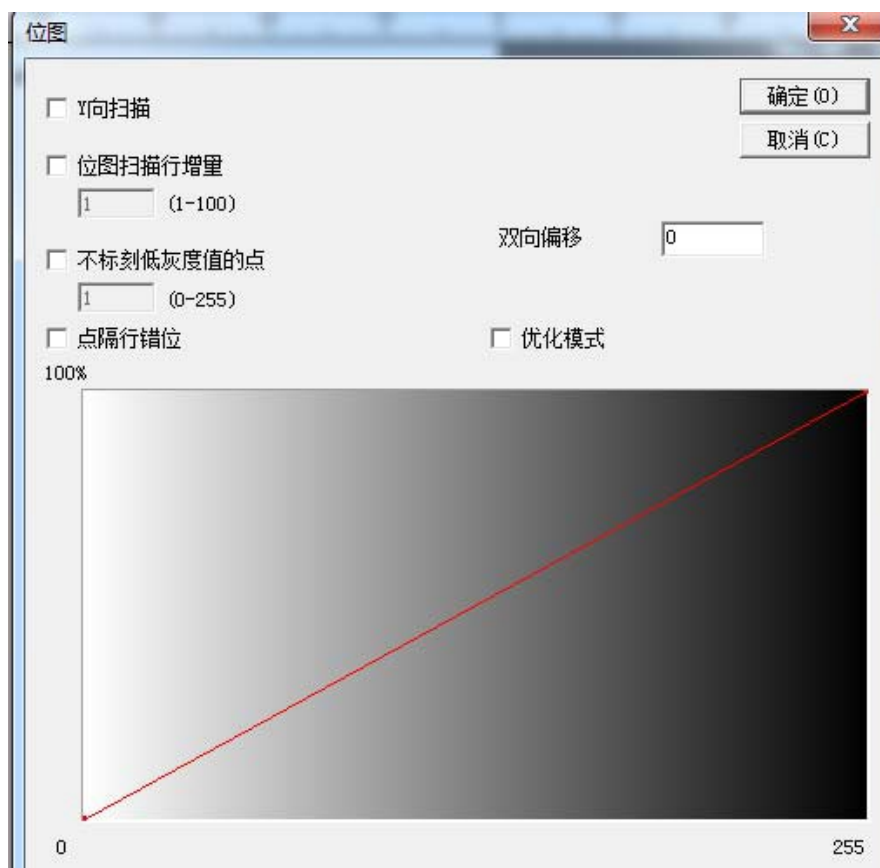 位图
Y向扫描
确定(O)
取消(C)
位图扫描行增量
1 (1-100)
双向偏移 0
不标刻低灰度值的点
1 (0-255)
点隔行错位
优化模式
100%
0
255